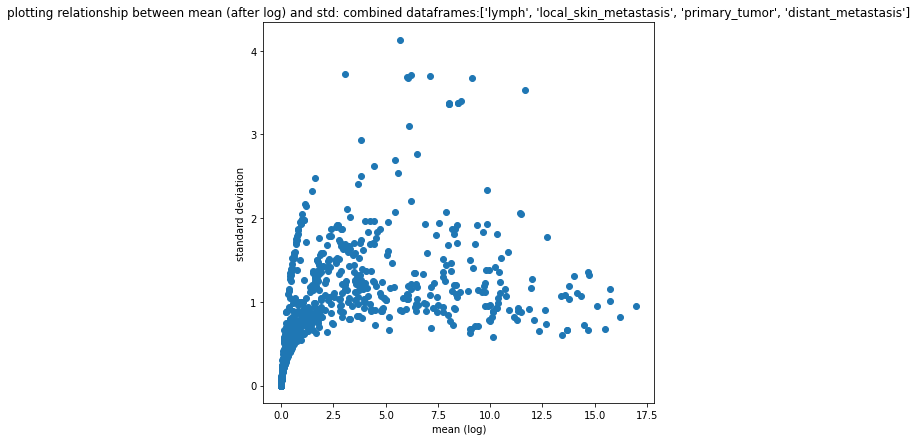 plotting relationship between mean (after log) and std: combined dataframes:['lymph', 'local_skin_metastasis', 'primary_tumor', 'distant_metastasis']
4
3
2
1
0
standard deviation
0.0 2.5 5.0 7.5 10.0 12.5 15.0 17.5
mean (log)